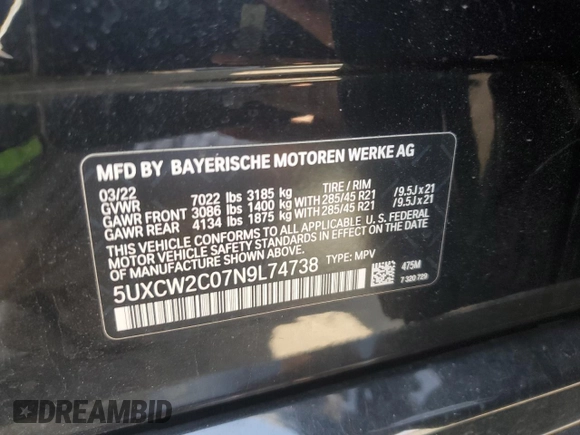 MFD BY BAYERISCHE MOTOREN WERKE AG
03/22 TIRE / RIM
GVWR 7022 lbs 3185 kg
GAWR FRONT 3086 lbs 1400 kg WITH 285/45 R21 / 9.5J x 21
GAWR REAR 4134 lbs 1875 kg WITH 285/45 R21 / 9.5J x 21
THIS VEHICLE CONFORMS TO ALL APPLICABLE U.S. FEDERAL
MOTOR VEHICLE SAFETY STANDARDS IN EFFECT ON THE
DATE OF MANUFACTURE SHOWN ABOVE.
5UXCW2C07N9L74738 TYPE: MPV
475M
7 320 729
DREAMBID